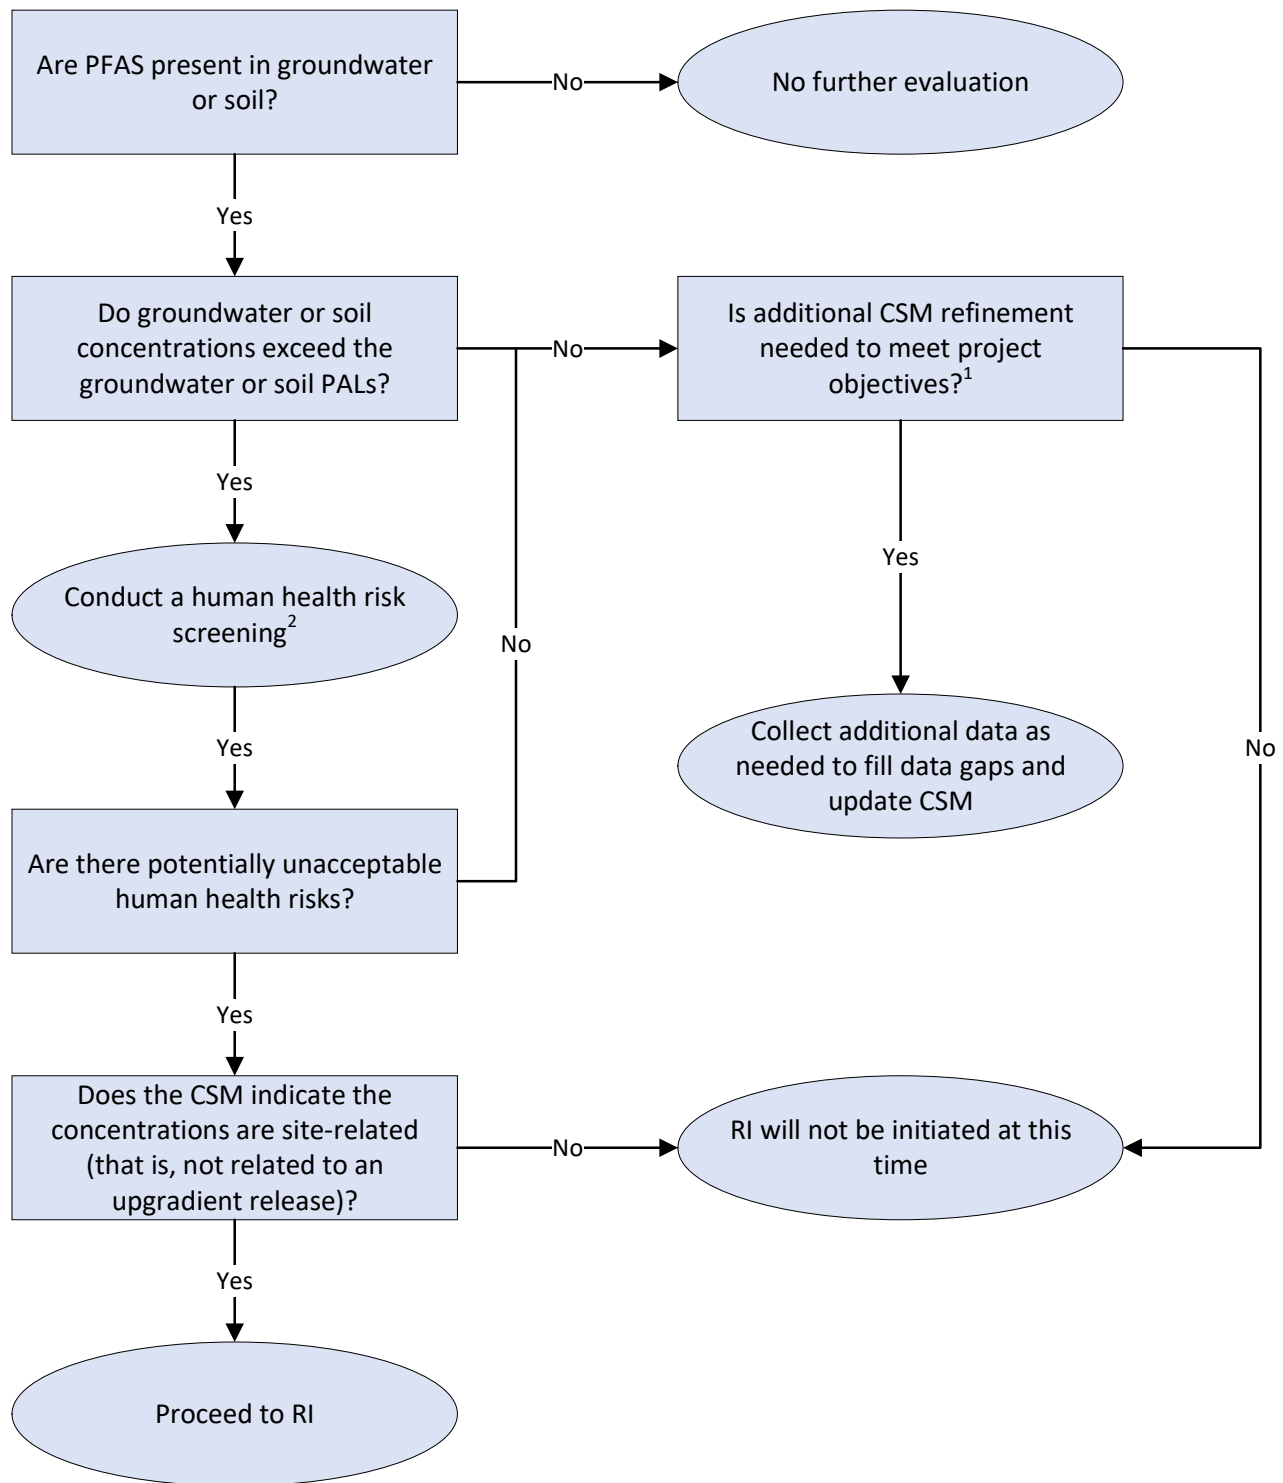 Are PFAS present in groundwater
or soil?
No
No further evaluation
Yes
Do groundwater or soil
concentrations exceed the
groundwater or soil PALs?
No
Is additional CSM refinement
needed to meet project
objectives?1
Yes
Conduct a human health risk
screening2
Yes
No
Yes
Collect additional data as
needed to fill data gaps and
update CSM
No
Are there potentially unacceptable
human health risks?
Yes
Does the CSM indicate the
concentrations are site-related
(that is, not related to an
upgradient release)?
No
RI will not be initiated at this
time
Yes
Proceed to RI